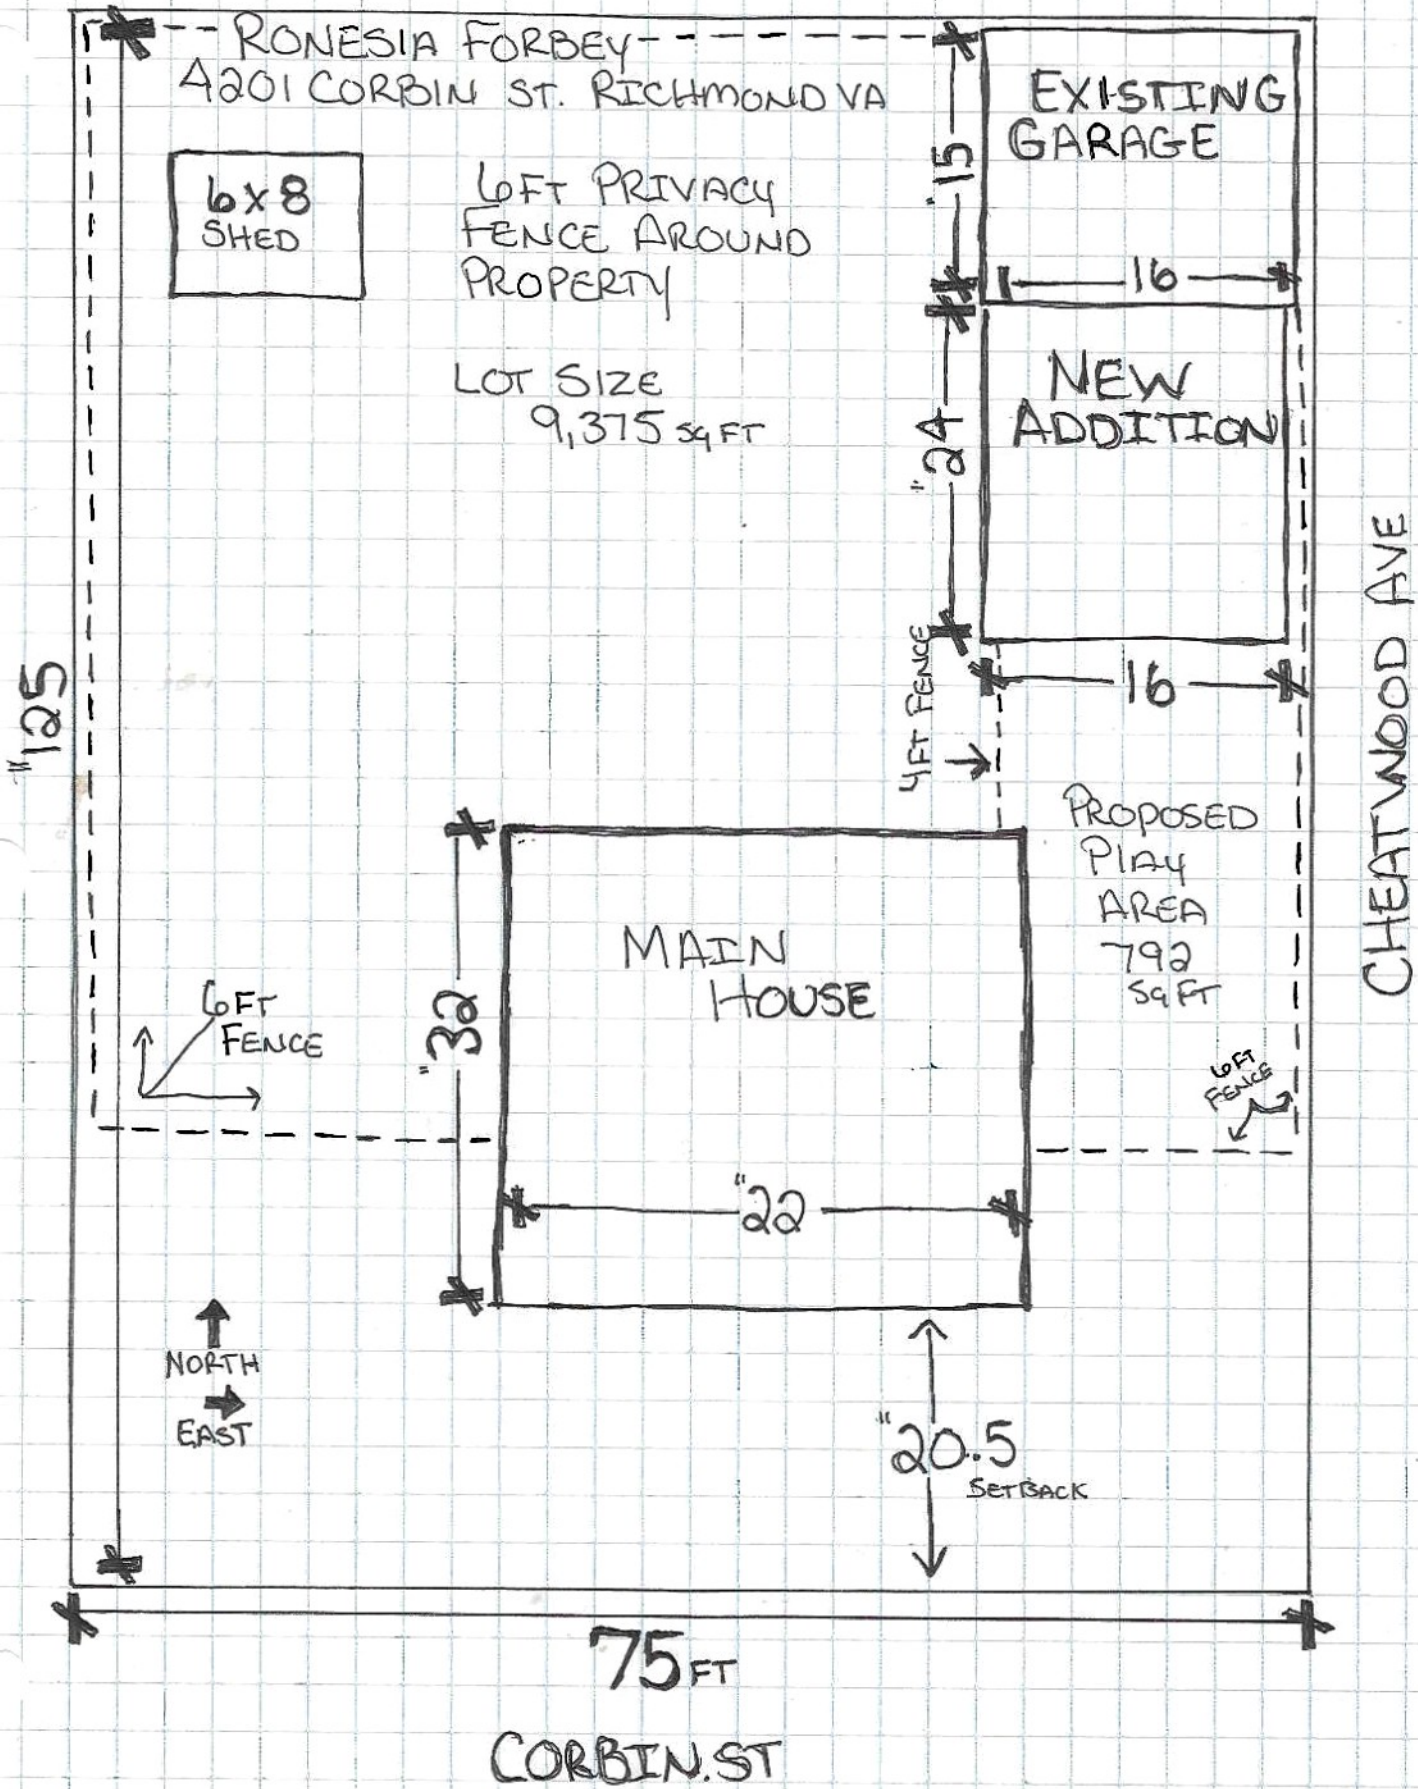 RONESIA FORBEY
4201 CORBIN ST. RICHMOND VA
EXISTING
GARAGE
"15
16
6x8
SHED
6FT PRIVACY
FENCE AROUND
PROPERTY
LOT SIZE
9,375 SQ FT
NEW
ADDITION
"24
16
4FT FENCE
CHEATWOOD AVE
"125
PROPOSED
PLAY
AREA
792
SQ FT
MAIN
HOUSE
"32
"22
6FT
FENCE
6FT
FENCE
NORTH
EAST
"20.5
SETBACK
75 FT
CORBIN.ST